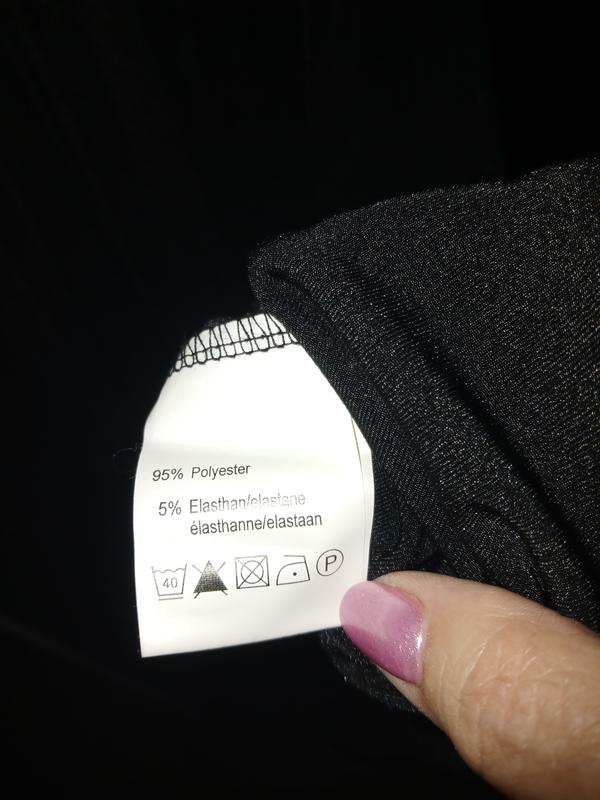 95% Polyester
5% Elasthan/elastane
élasthanne/elastaan
40 P